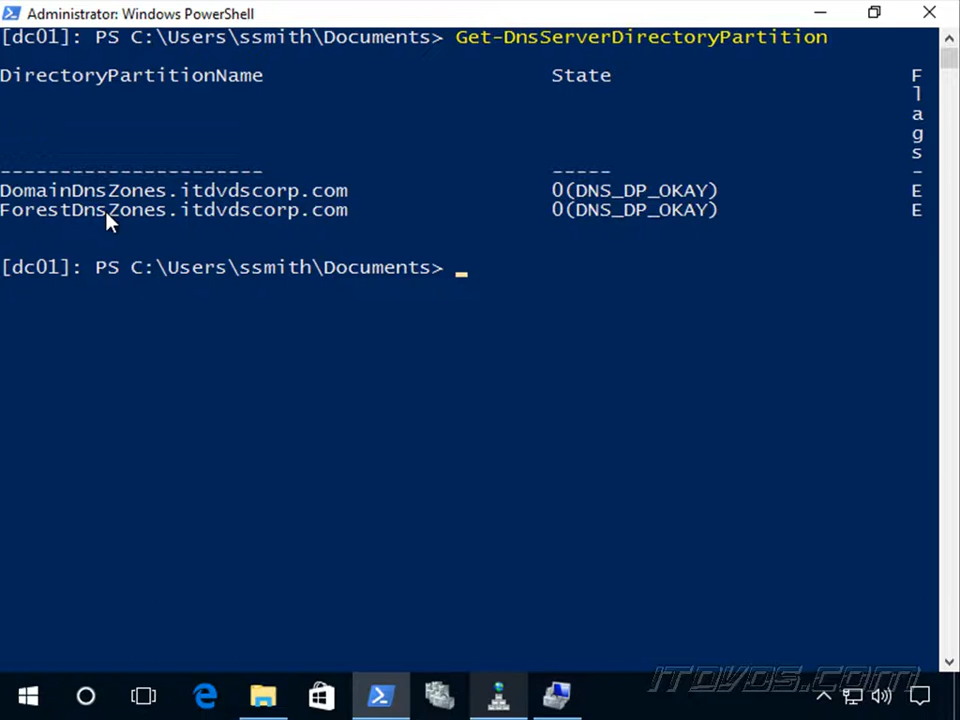 Administrator: Windows PowerShell
[dc01]: PS C:\Users\ssmith\Documents> Get-DnsServerDirectoryPartition
DirectoryPartitionName State F
l
a
g
s
---------------------- ----- -
DomainDnsZones.itdvdscorp.com 0(DNS_DP_OKAY) E
ForestDnsZones.itdvdscorp.com 0(DNS_DP_OKAY) E
[dc01]: PS C:\Users\ssmith\Documents> _
ITDVDS.COM